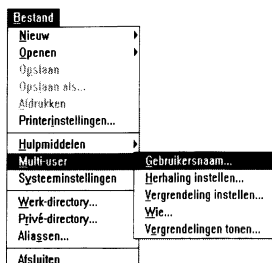 Bestand
Nieuw
Openen
Opslaan
Opslaan als...
Afdrukken
Printerinstellingen...
Hulpmiddelen
Multi-user
Systeeminstellingen
Werk-directory...
Privé-directory...
Aliassen...
Afsluiten
Gebruikersnaam...
Herhaling instellen...
Vergrendeling instellen...
Wie...
Vergrendelingen tonen...